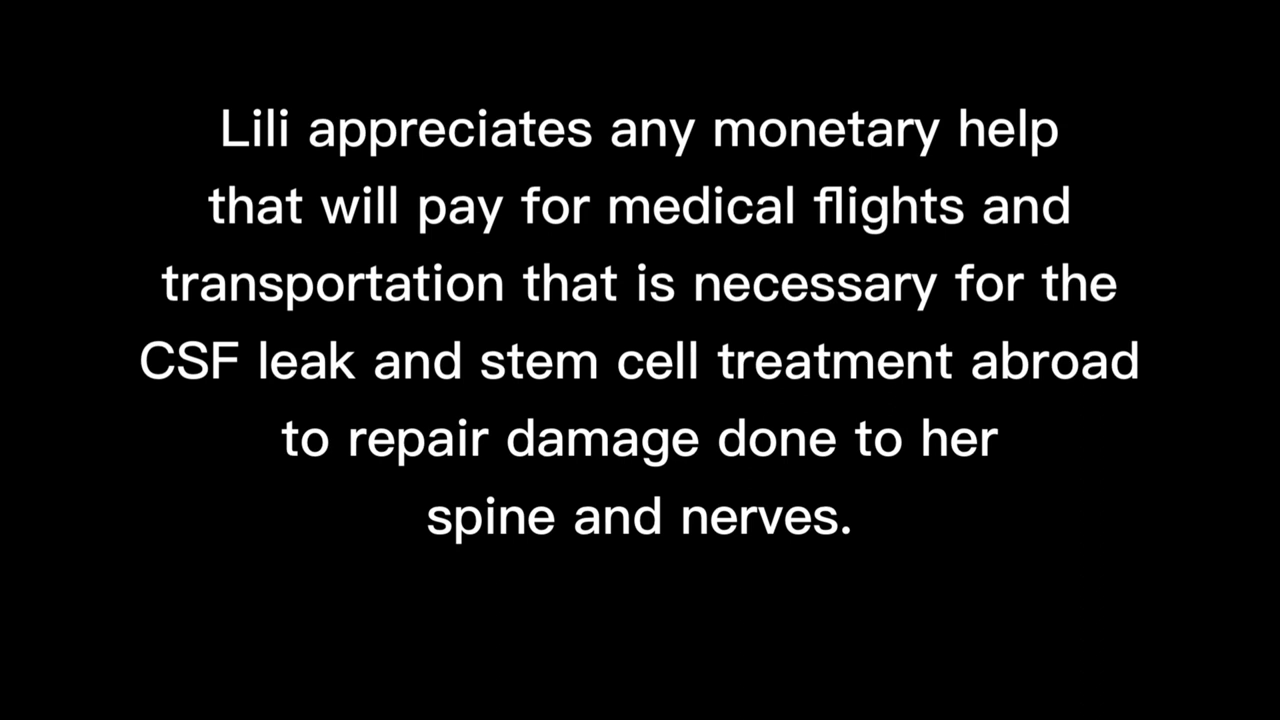 Lili appreciates any monetary help
that will pay for medical flights and
transportation that is necessary for the
CSF leak and stem cell treatment abroad
to repair damage done to her
spine and nerves.